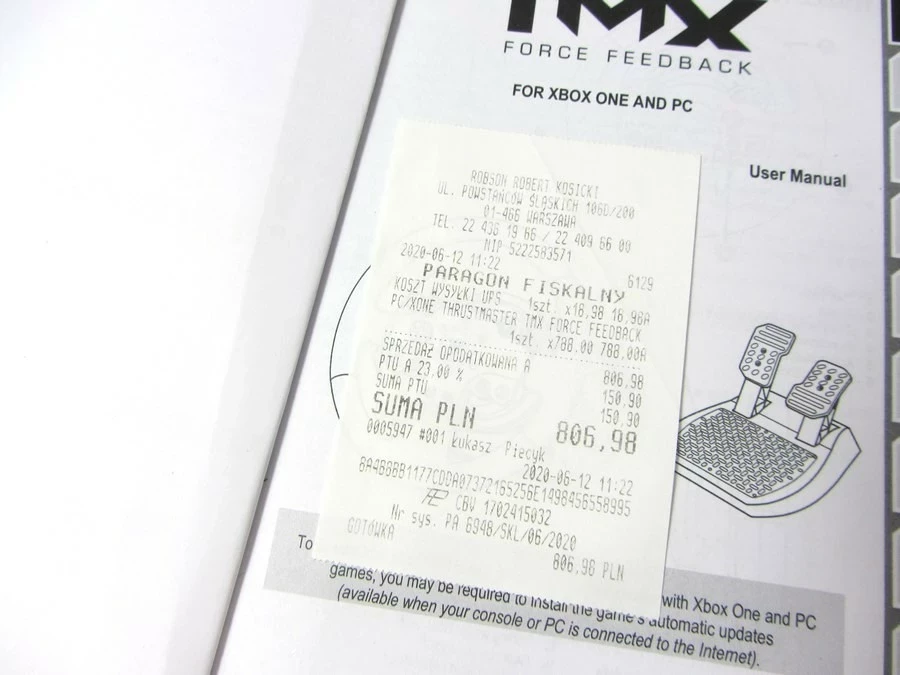 TMX
FORCE FEEDBACK
FOR XBOX ONE AND PC
User Manual
ROBSON ROBERT KOSICKI
UL. POWSTAŃCÓW ŚLĄSKICH 106D/200
01-466 WARSZAWA
TEL. 22 436 19 66 / 22 409 66 00
NIP 5222583571
2020-06-12 11:22 6129
PARAGON FISKALNY
KOSZT WYSYŁKI UPS 1szt. x18,98 18,98A
PC/XONE THRUSTMASTER TMX FORCE FEEDBACK
1szt. x788,00 788,00A
SPRZEDAŻ OPODATKOWANA A 806,98
PTU A 23,00 % 150,90
SUMA PTU 150,90
SUMA PLN 806,98
0005947 #001 Łukasz Piecyk 2020-06-12 11:22
CBW 1702415032
Nr sys. PA 6948/SKL/06/2020
GOTÓWKA 806,98 PLN
To
with Xbox One and PC
games, you may be required to install the game's automatic updates
(available when your console or PC is connected to the Internet).